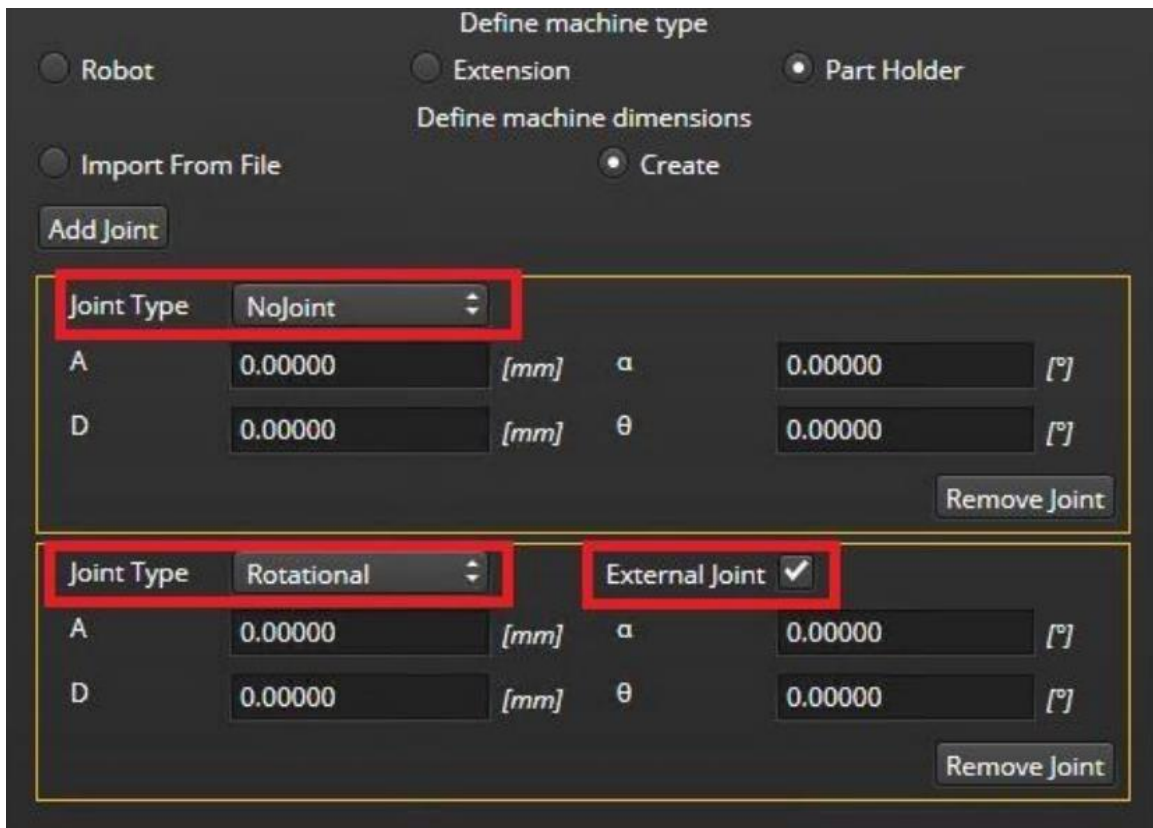 Define machine type
Robot Extension Part Holder
Define machine dimensions
Import From File Create
Add Joint
Joint Type NoJoint
A 0.00000 [mm] α 0.00000 [°]
D 0.00000 [mm] θ 0.00000 [°]
Remove Joint
Joint Type Rotational External Joint
A 0.00000 [mm] α 0.00000 [°]
D 0.00000 [mm] θ 0.00000 [°]
Remove Joint